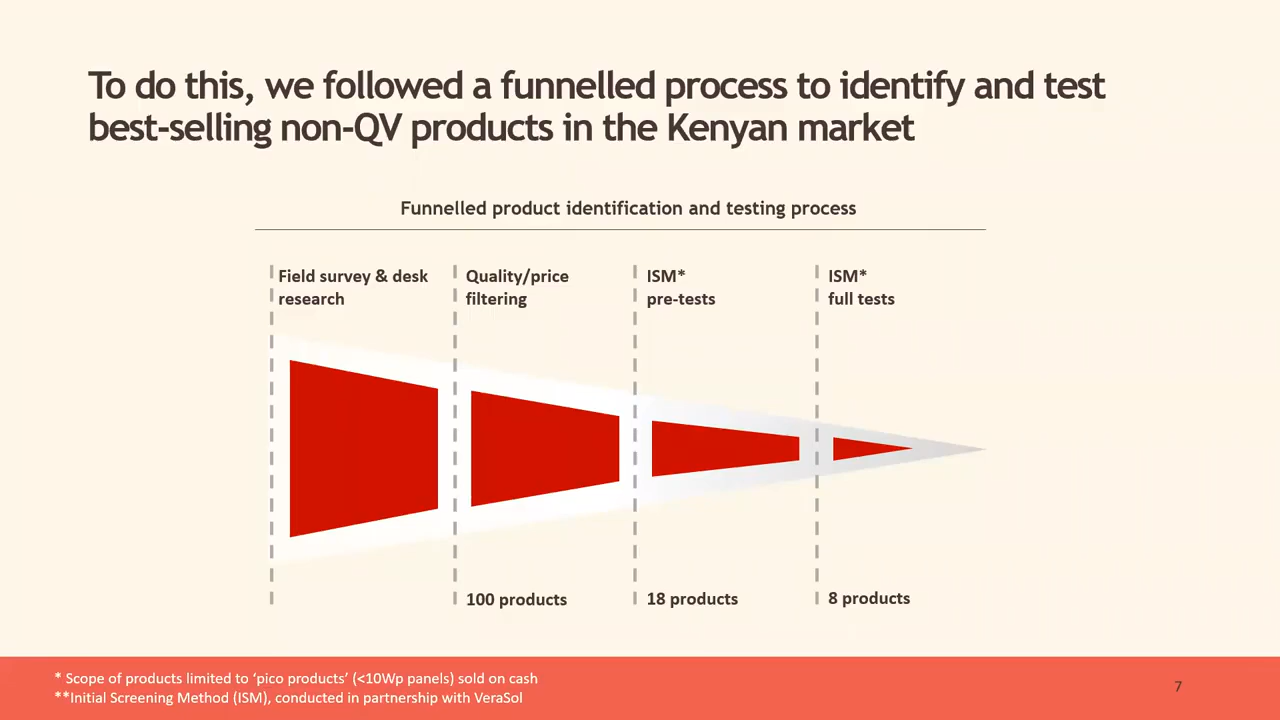 To do this, we followed a funnelled process to identify and test
best-selling non-QV products in the Kenyan market
Funnelled product identification and testing process
Field survey & desk
research
Quality/price
filtering
ISM*
pre-tests
ISM*
full tests
100 products
18 products
8 products
* Scope of products limited to ‘pico products’ (<10Wp panels) sold on cash
**Initial Screening Method (ISM), conducted in partnership with VeraSol
7